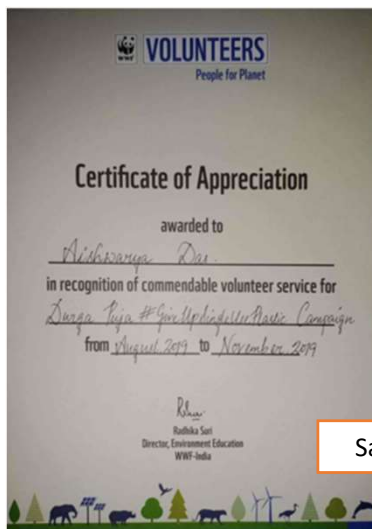 WWF VOLUNTEERS
People for Planet
Certificate of Appreciation
awarded to
Aishwarya Das.
in recognition of commendable volunteer service for
Durga Puja # Campaign
from August 2019 to November 2019
Radhika Suri
Director, Environment Education
WWF-India
Sa